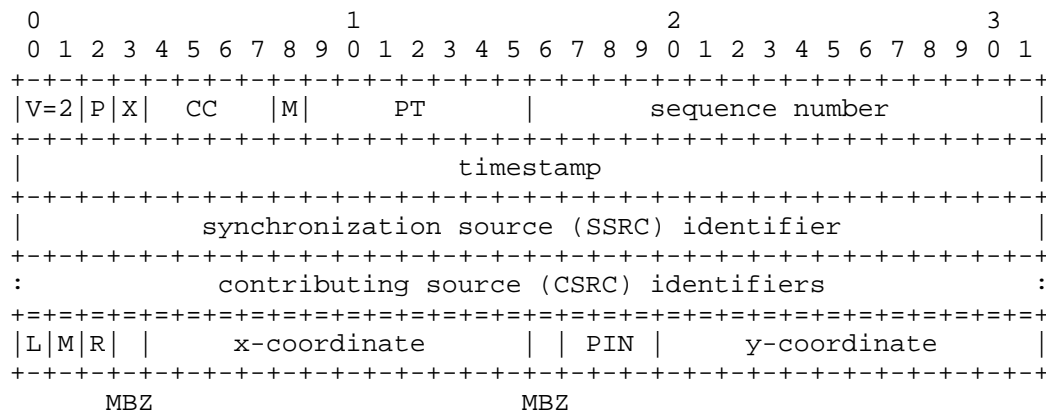 0                   1                   2                   3
 0 1 2 3 4 5 6 7 8 9 0 1 2 3 4 5 6 7 8 9 0 1 2 3 4 5 6 7 8 9 0 1
+-+-+-+-+-+-+-+-+-+-+-+-+-+-+-+-+-+-+-+-+-+-+-+-+-+-+-+-+-+-+-+-+
|V=2|P|X|  CC   |M|     PT      |       sequence number         |
+-+-+-+-+-+-+-+-+-+-+-+-+-+-+-+-+-+-+-+-+-+-+-+-+-+-+-+-+-+-+-+-+
|                           timestamp                           |
+-+-+-+-+-+-+-+-+-+-+-+-+-+-+-+-+-+-+-+-+-+-+-+-+-+-+-+-+-+-+-+-+
|           synchronization source (SSRC) identifier            |
+-+-+-+-+-+-+-+-+-+-+-+-+-+-+-+-+-+-+-+-+-+-+-+-+-+-+-+-+-+-+-+-+
:            contributing source (CSRC) identifiers             :
+=+=+=+=+=+=+=+=+=+=+=+=+=+=+=+=+=+=+=+=+=+=+=+=+=+=+=+=+=+=+=+=+
|L|M|R| |     x-coordinate      | | PIN |     y-coordinate      |
+-+-+-+-+-+-+-+-+-+-+-+-+-+-+-+-+-+-+-+-+-+-+-+-+-+-+-+-+-+-+-+-+
      MBZ                       MBZ